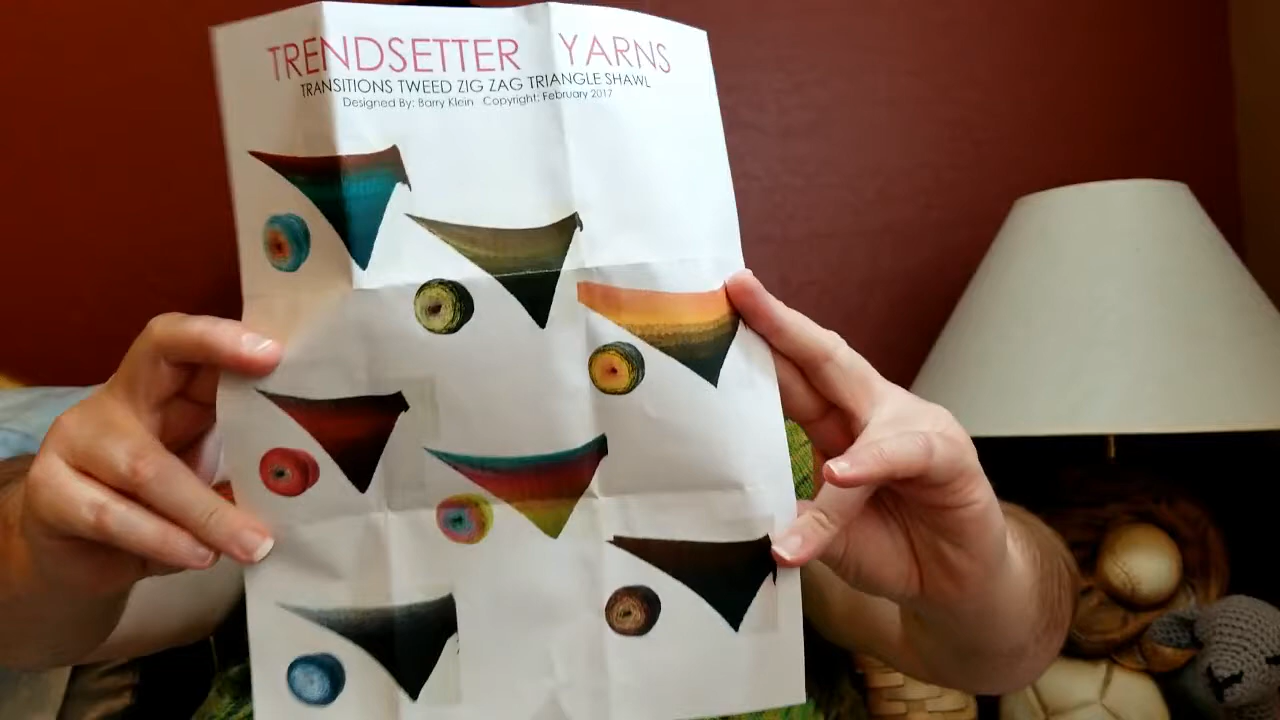 TRENDSETTER YARNS
TRANSITIONS TWEED ZIG ZAG TRIANGLE SHAWL
Designed By: Barry Klein Copyright: February 2017